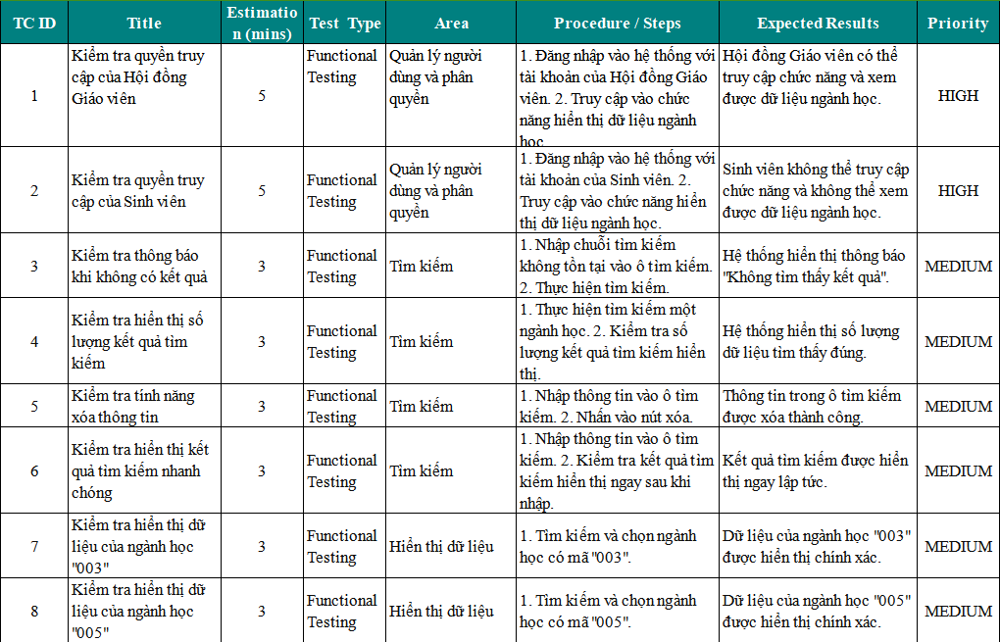 TC ID Title Estimatio n (mins) Test Type Area Procedure / Steps Expected Results Priority
1
Kiểm tra quyền truy
cập của Hội đồng
Giáo viên
5
Functional
Testing
Quản lý người
dùng và phân
quyền
1. Đăng nhập vào hệ thống với
tài khoản của Hội đồng Giáo
viên. 2. Truy cập vào chức
năng hiển thị dữ liệu ngành
học
Hội đồng Giáo viên có thể
truy cập chức năng và xem
được dữ liệu ngành học.
HIGH
2
Kiểm tra quyền truy
cập của Sinh viên
5
Functional
Testing
Quản lý người
dùng và phân
quyền
1. Đăng nhập vào hệ thống với
tài khoản của Sinh viên. 2.
Truy cập vào chức năng hiển
thị dữ liệu ngành học.
Sinh viên không thể truy cập
chức năng và không thể xem
được dữ liệu ngành học.
HIGH
3
Kiểm tra thông báo
khi không có kết quả
3
Functional
Testing
Tìm kiếm
1. Nhập chuỗi tìm kiếm
không tồn tại vào ô tìm kiếm.
2. Thực hiện tìm kiếm.
Hệ thống hiển thị thông báo
"Không tìm thấy kết quả".
MEDIUM
4
Kiểm tra hiển thị số
lượng kết quả tìm
kiếm
3
Functional
Testing
Tìm kiếm
1. Thực hiện tìm kiếm một
ngành học. 2. Kiểm tra số
lượng kết quả tìm kiếm hiển
thị.
Hệ thống hiển thị số lượng
dữ liệu tìm thấy đúng.
MEDIUM
5
Kiểm tra tính năng
xóa thông tin
3
Functional
Testing
Tìm kiếm
1. Nhập thông tin vào ô tìm
kiếm. 2. Nhấn vào nút xóa.
Thông tin trong ô tìm kiếm
được xóa thành công.
MEDIUM
6
Kiểm tra hiển thị kết
quả tìm kiếm nhanh
chóng
3
Functional
Testing
Tìm kiếm
1. Nhập thông tin vào ô tìm
kiếm. 2. Kiểm tra kết quả tìm
kiếm hiển thị ngay sau khi
nhập.
Kết quả tìm kiếm được hiển
thị ngay lập tức.
MEDIUM
7
Kiểm tra hiển thị dữ
liệu của ngành học
"003"
3
Functional
Testing
Hiển thị dữ liệu
1. Tìm kiếm và chọn ngành
học có mã "003".
Dữ liệu của ngành học "003"
được hiển thị chính xác.
MEDIUM
8
Kiểm tra hiển thị dữ
liệu của ngành học
"005"
3
Functional
Testing
Hiển thị dữ liệu
1. Tìm kiếm và chọn ngành
học có mã "005".
Dữ liệu của ngành học "005"
được hiển thị chính xác.
MEDIUM